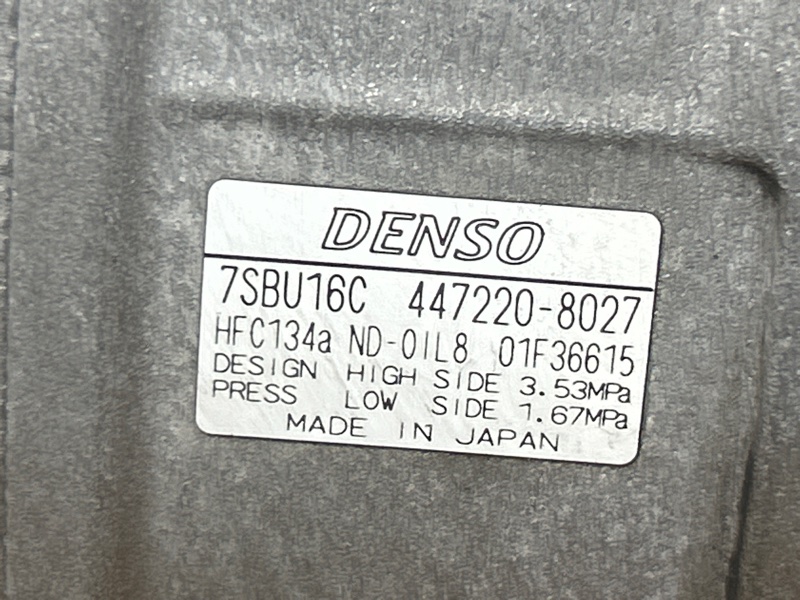 DENSO
7SBU16C 447220-8027
HFC134a ND-OIL8 01F36615
DESIGN HIGH SIDE 3.53MPa
PRESS LOW SIDE 1.67MPa
MADE IN JAPAN